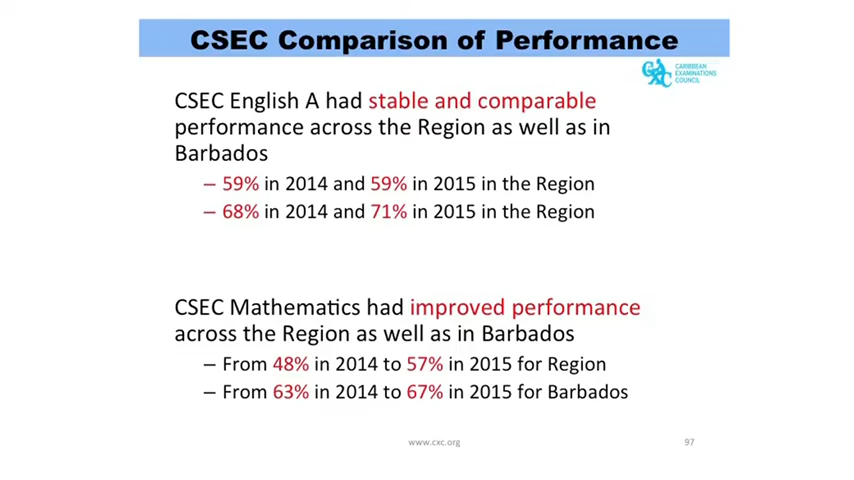 CSEC Comparison of Performance
CARIBBEAN
EXAMINATIONS
COUNCIL
CSEC English A had stable and comparable
performance across the Region as well as in
Barbados
– 59% in 2014 and 59% in 2015 in the Region
– 68% in 2014 and 71% in 2015 in the Region
CSEC Mathematics had improved performance
across the Region as well as in Barbados
– From 48% in 2014 to 57% in 2015 for Region
– From 63% in 2014 to 67% in 2015 for Barbados
www.cxc.org
97